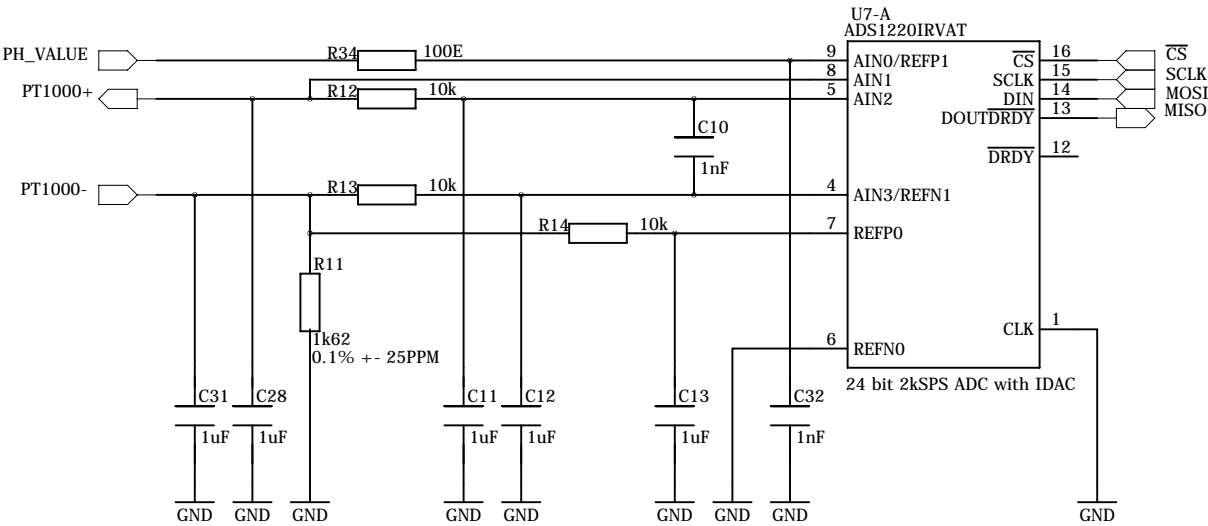 U7-A
ADS1220IRVAT
PH_VALUE
R34
100E
9
AIN0/REFP1
CS
16
CS
8
AIN1
SCLK
15
SCLK
PT1000+
R12
10k
5
AIN2
DIN
14
MOSI
DOUTDRDY
13
MISO
C10
1nF
DRDY
12
PT1000-
R13
10k
4
AIN3/REFN1
R14
10k
7
REFP0
R11
1k62
0.1% +- 25PPM
CLK
1
6
REFN0
24 bit 2kSPS ADC with IDAC
C31
1uF
C28
1uF
C11
1uF
C12
1uF
C13
1uF
C32
1nF
GND
GND
GND
GND
GND
GND
GND
GND
GND